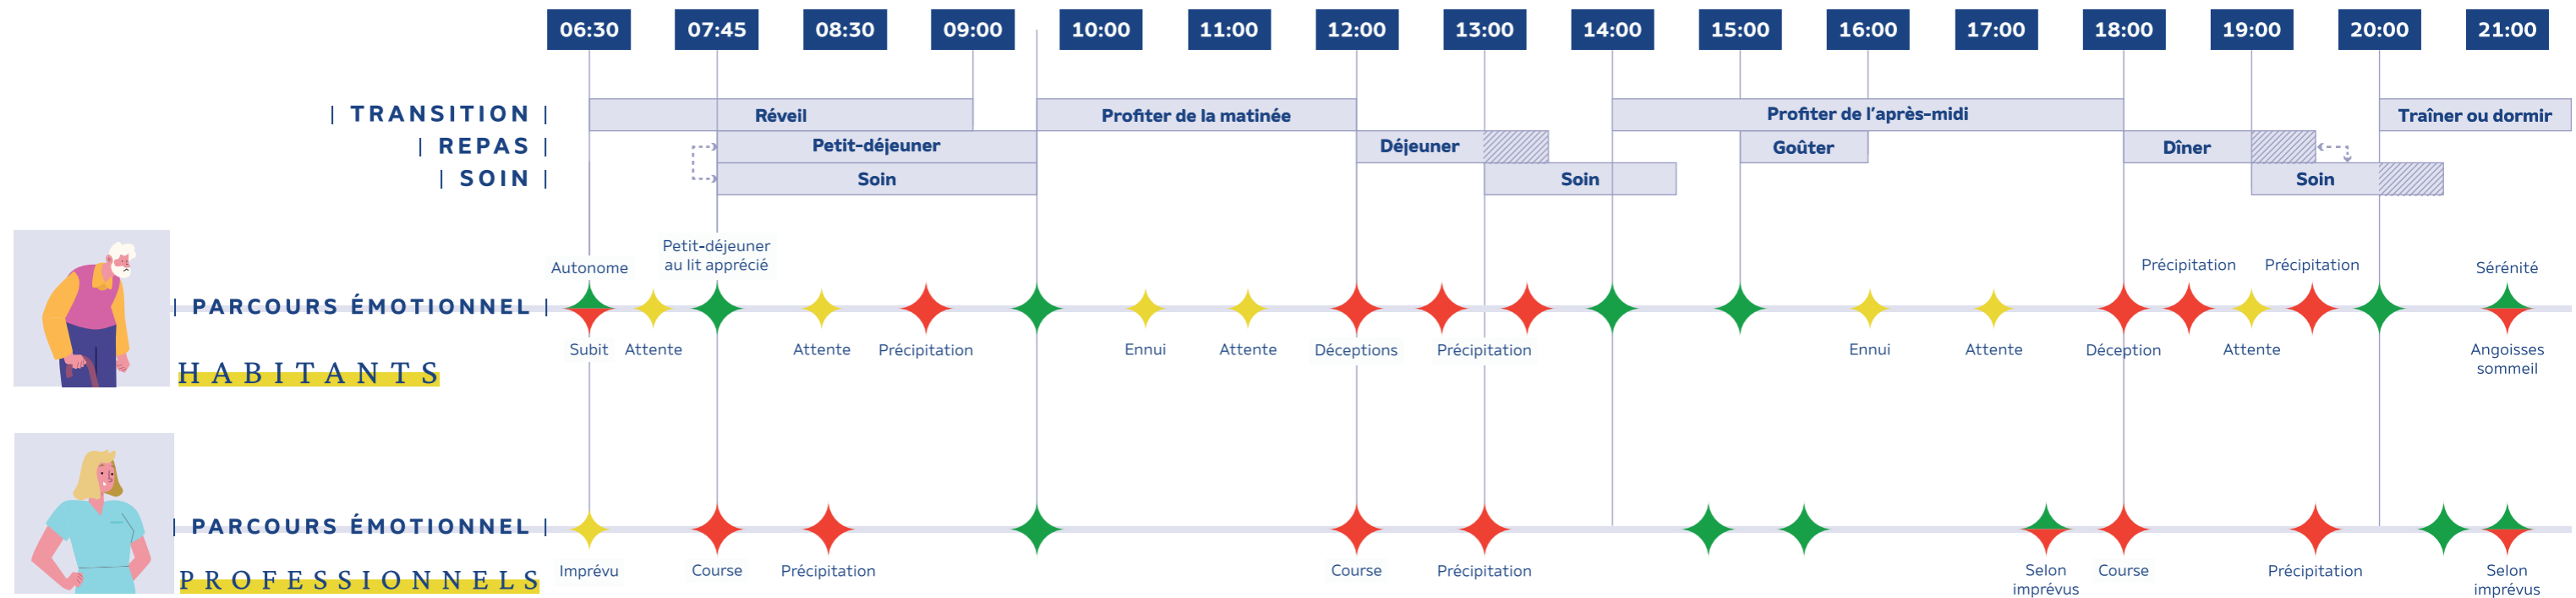 06:30 07:45 08:30 09:00 10:00 11:00 12:00 13:00 14:00 15:00 16:00 17:00 18:00 19:00 20:00 21:00
| TRANSITION | Réveil Profiter de la matinée Profiter de l'après-midi Traîner ou dormir
| REPAS | Petit-déjeuner Déjeuner Goûter Dîner
| SOIN | Soin Soin Soin
Petit-déjeuner
au lit apprécié
Autonome Précipitation Précipitation Sérénité
| PARCOURS ÉMOTIONNEL |
Subit Attente Attente Précipitation Ennui Attente Déceptions Précipitation Ennui Attente Déception Attente Angoisses
sommeil
HABITANTS
| PARCOURS ÉMOTIONNEL |
PROFESSIONNELS
Imprévu Course Précipitation Course Précipitation Selon Course Précipitation Selon
imprévus imprévus